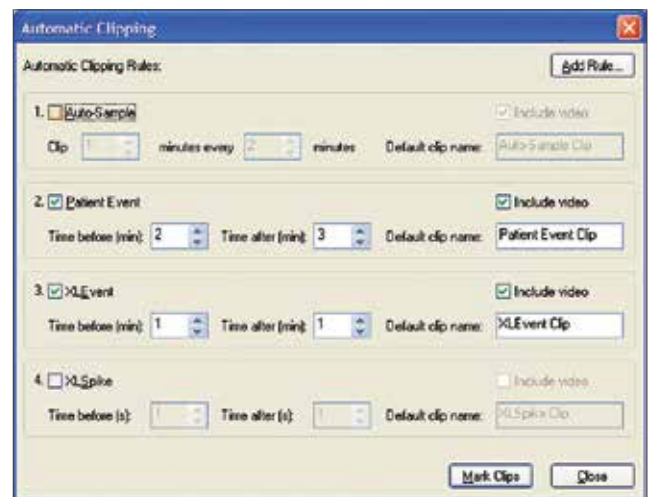 Automatic Clipping
Automatic Clipping Rules:
Add Rule...
1. Auto-Sample
Include video
Clip 1 minutes every 2 minutes Default clip name: Auto-Sample Clip
2. Patient Event
Include video
Time before (min): 2 Time after (min): 3 Default clip name: Patient Event Clip
3. XLEvent
Include video
Time before (min): 1 Time after (min): 1 Default clip name: XLEvent Clip
4. XLSpike
Include video
Time before (s): 1 Time after (s): 1 Default clip name: XLSpike Clip
Mark Clips Close